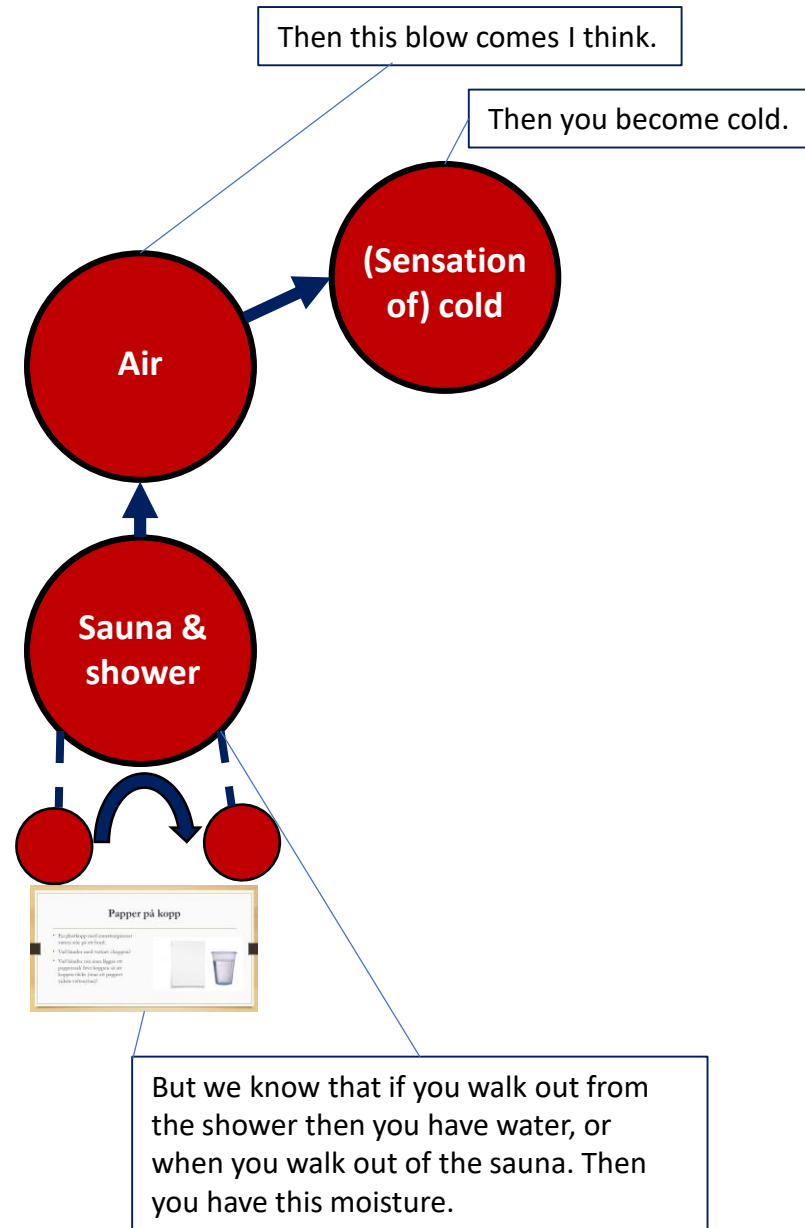 Then this blow comes I think.
Then you become cold.
(Sensation
of) cold
Air
Sauna &
shower
Papper på kopp
But we know that if you walk out from
the shower then you have water, or
when you walk out of the sauna. Then
you have this moisture.